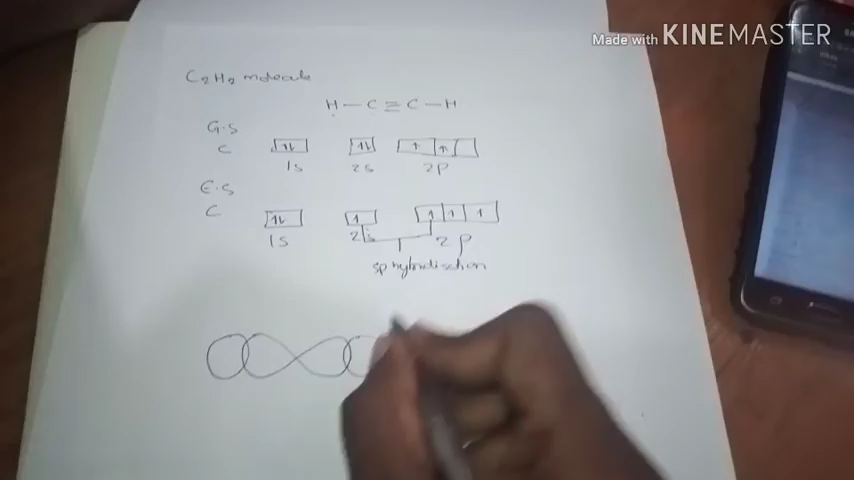 Made with KINEMASTER
C2H2 molecule
H — C ≡ C — H
G.S
C ↑↓ ↑↓ ↑ ↑
1s 2s 2p
E.S
C ↑↓ ↑ ↑ ↑ ↑
1s 2s 2p
sp hybridisation